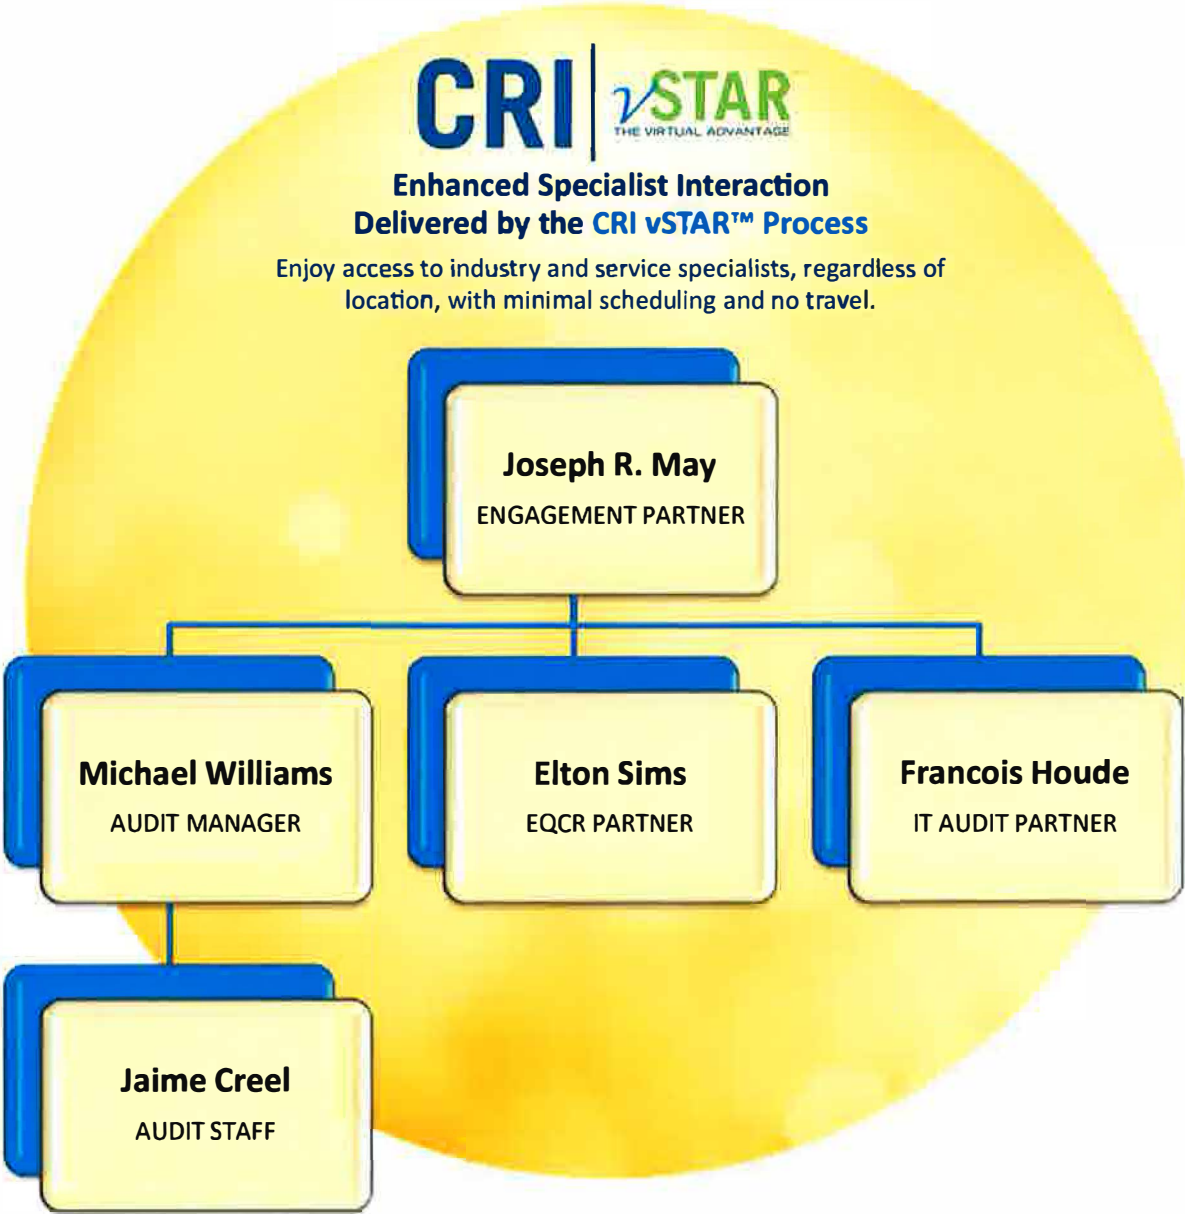 CRI vSTAR
THE VIRTUAL ADVANTAGE
Enhanced Specialist Interaction
Delivered by the CRI vSTAR™ Process
Enjoy access to industry and service specialists, regardless of
location, with minimal scheduling and no travel.
Joseph R. May
ENGAGEMENT PARTNER
Michael Williams
AUDIT MANAGER
Elton Sims
EQCR PARTNER
Francois Houde
IT AUDIT PARTNER
Jaime Creel
AUDIT STAFF